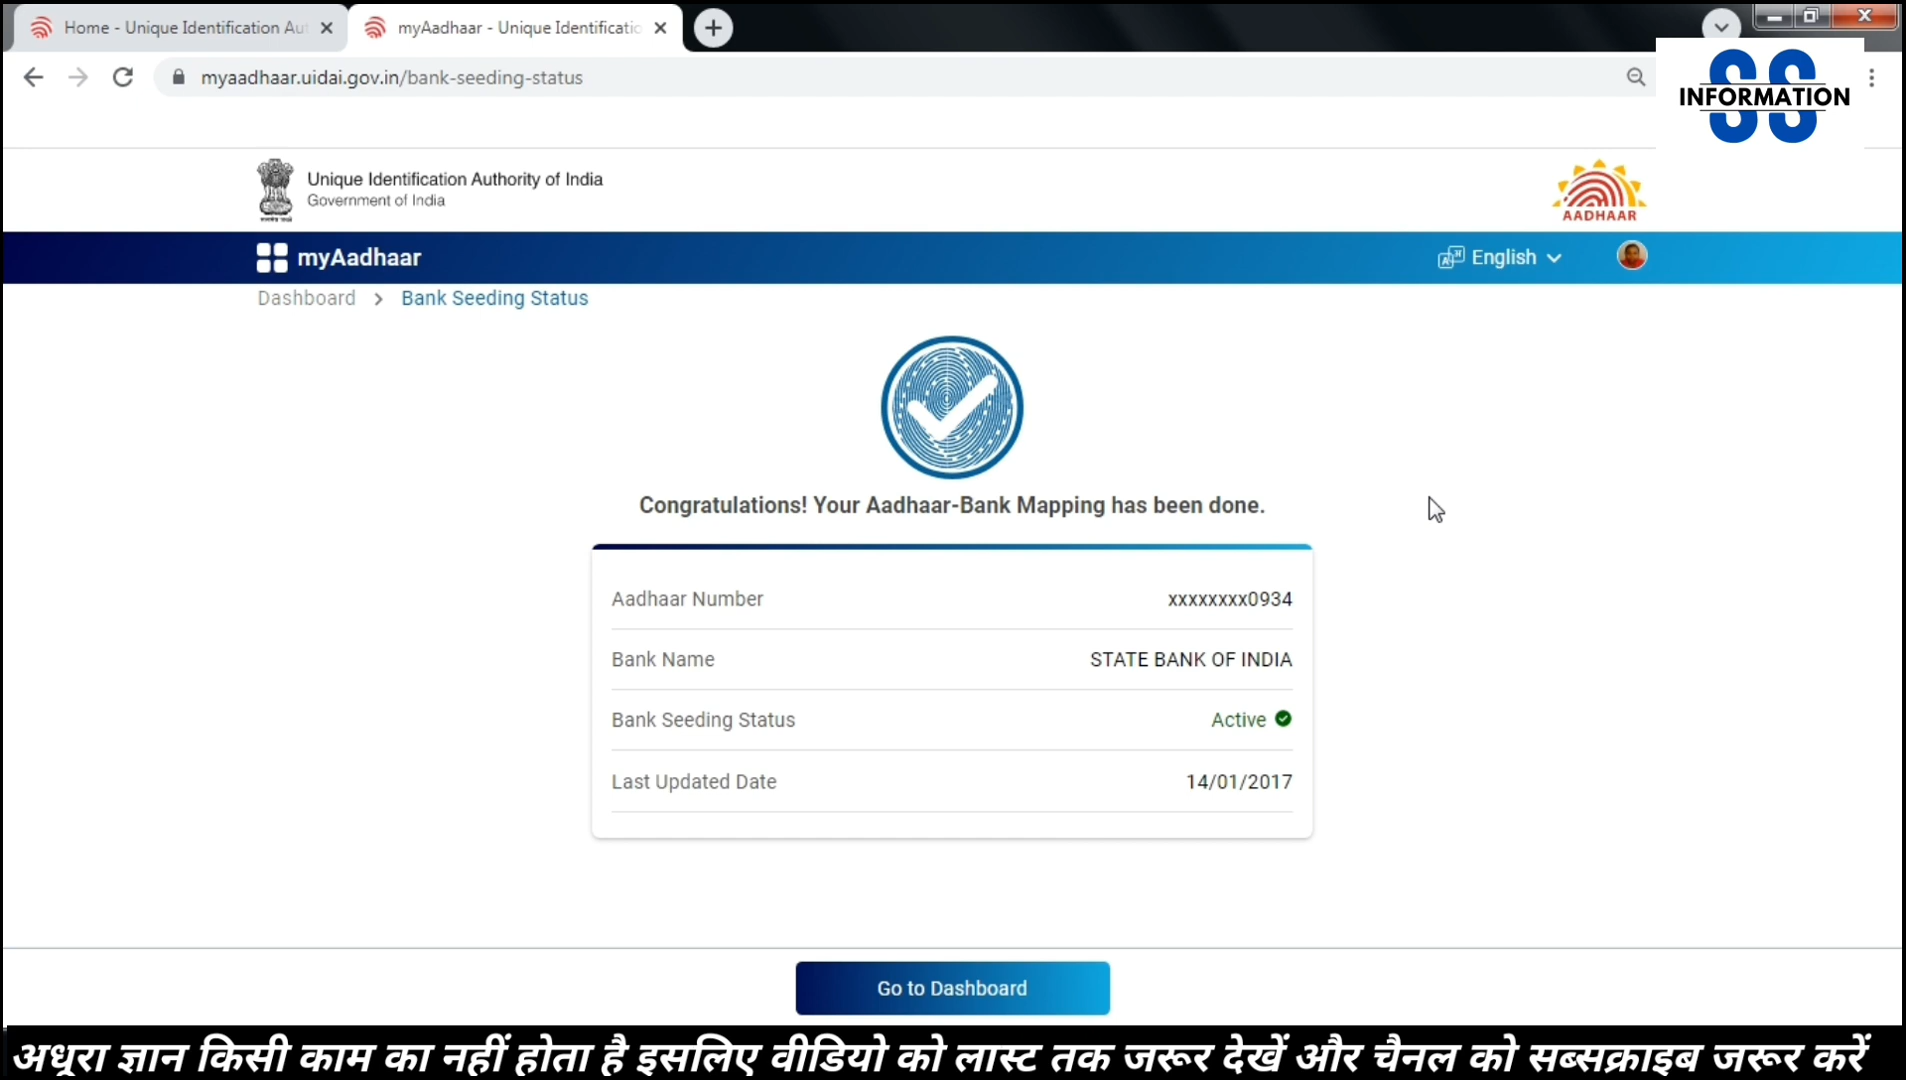 Home - Unique Identification Aut
myAadhaar - Unique Identificatio
myaadhaar.uidai.gov.in/bank-seeding-status
SS
INFORMATION
Unique Identification Authority of India
Government of India
AADHAAR
myAadhaar
English
Dashboard > Bank Seeding Status
Congratulations! Your Aadhaar-Bank Mapping has been done.
Aadhaar Number xxxxxxxx0934
Bank Name STATE BANK OF INDIA
Bank Seeding Status Active
Last Updated Date 14/01/2017
Go to Dashboard
अधूरा ज्ञान किसी काम का नहीं होता है इसलिए वीडियो को लास्ट तक जरूर देखें और चैनल को सब्सक्राइब जरूर करें